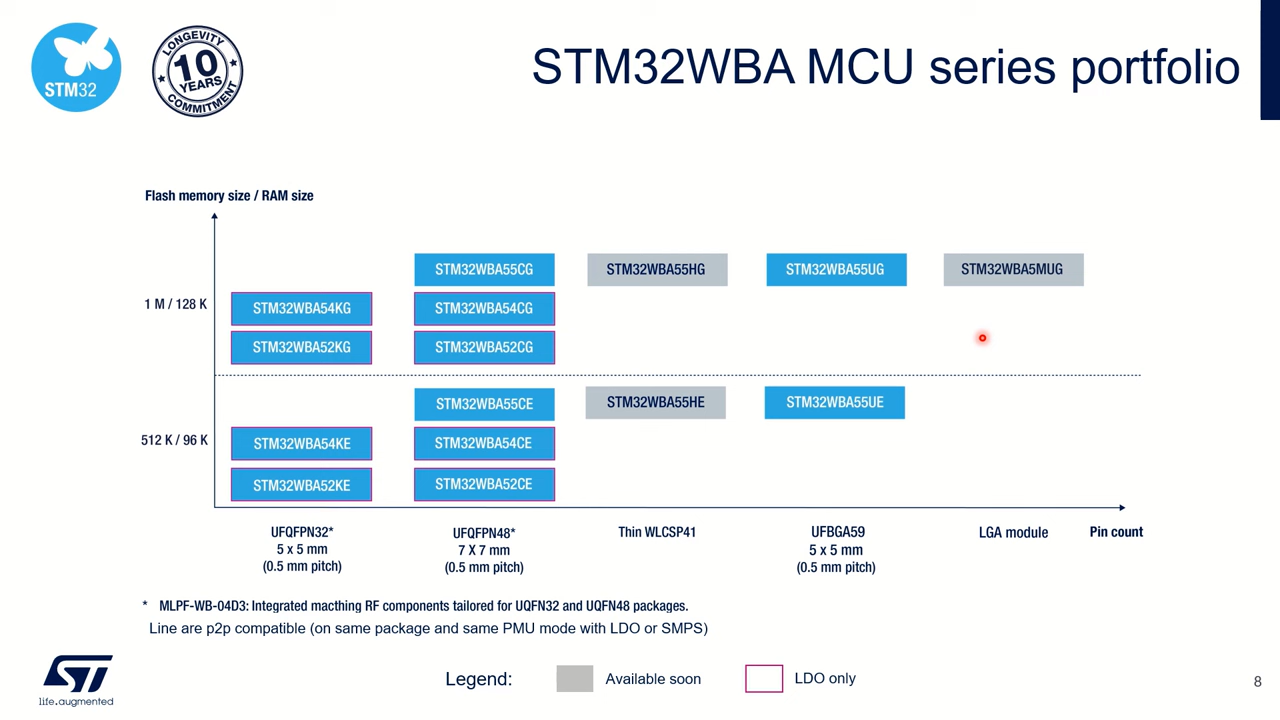 STM32
LONGEVITY
10
YEARS
COMMITMENT
STM32WBA MCU series portfolio
Flash memory size / RAM size
STM32WBA55CG STM32WBA55HG STM32WBA55UG STM32WBA5MUG
1 M / 128 K
STM32WBA54KG STM32WBA54CG
STM32WBA52KG STM32WBA52CG
STM32WBA55CE STM32WBA55HE STM32WBA55UE
512 K / 96 K
STM32WBA54KE STM32WBA54CE
STM32WBA52KE STM32WBA52CE
UFQFPN32* UFQFPN48* Thin WLCSP41 UFBGA59 LGA module Pin count
5 x 5 mm 7 X 7 mm 5 x 5 mm
(0.5 mm pitch) (0.5 mm pitch) (0.5 mm pitch)
* MLPF-WB-04D3: Integrated macthing RF components tailored for UQFN32 and UQFN48 packages.
Line are p2p compatible (on same package and same PMU mode with LDO or SMPS)
Legend: Available soon LDO only
ST
life.augmented
8